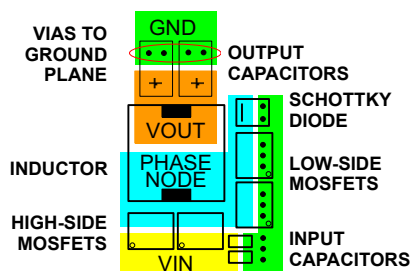 GND
VIAS TO
GROUND
PLANE
OUTPUT
CAPACITORS
VOUT
SCHOTTKY
DIODE
INDUCTOR
PHASE
NODE
LOW-SIDE
MOSFETS
HIGH-SIDE
MOSFETS
VIN
INPUT
CAPACITORS